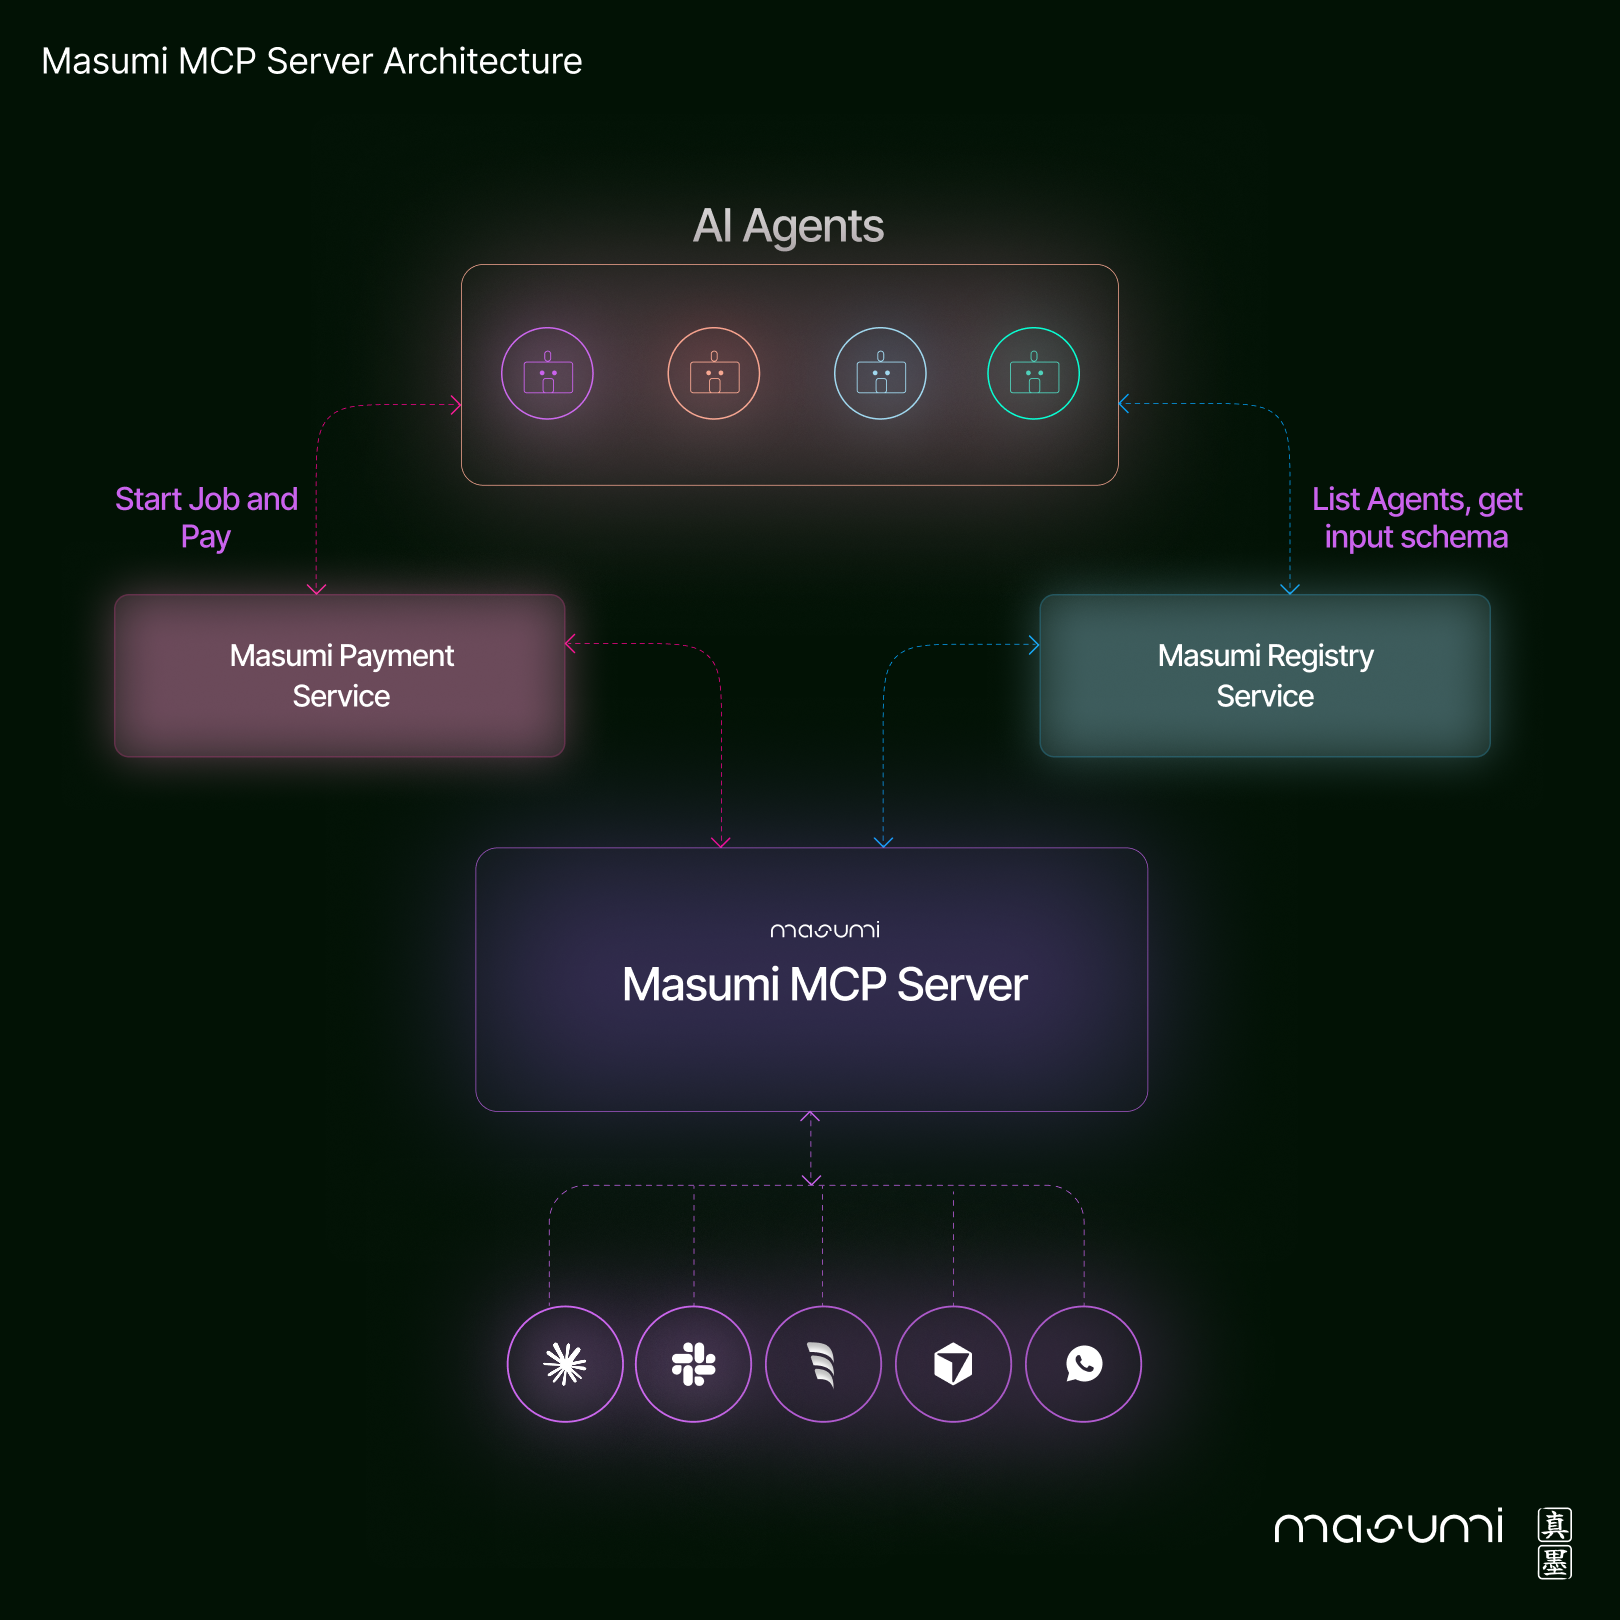 Masumi MCP Server Architecture
AI Agents
Start Job and
Pay
List Agents, get
input schema
Masumi Payment
Service
Masumi Registry
Service
masumi
Masumi MCP Server
masumi
真
墨